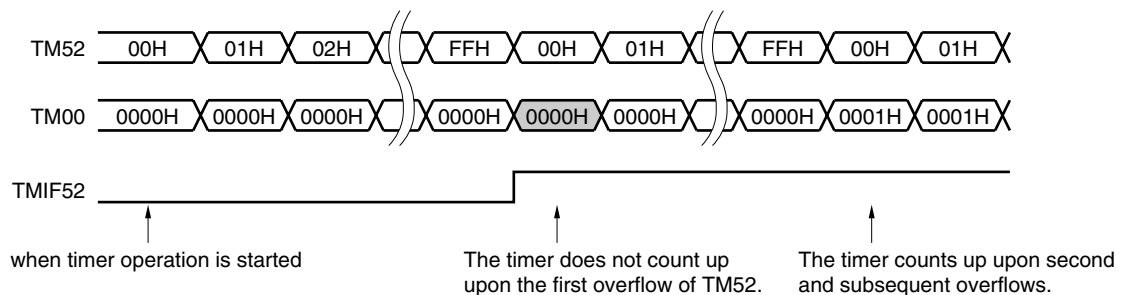 TM52 00H 01H 02H FFH 00H 01H FFH 00H 01H
TM00 0000H 0000H 0000H 0000H 0000H 0000H 0000H 0001H 0001H
TMIF52
when timer operation is started
The timer does not count up
upon the first overflow of TM52.
The timer counts up upon second
and subsequent overflows.